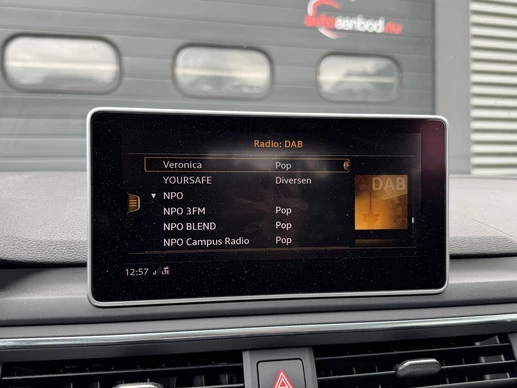 autoaanbod.nu
Radio: DAB
Veronica Pop
YOURSAFE Diversen
DAB
NPO
NPO 3FM Pop
NPO BLEND Pop
NPO Campus Radio Pop
12:57 LTE